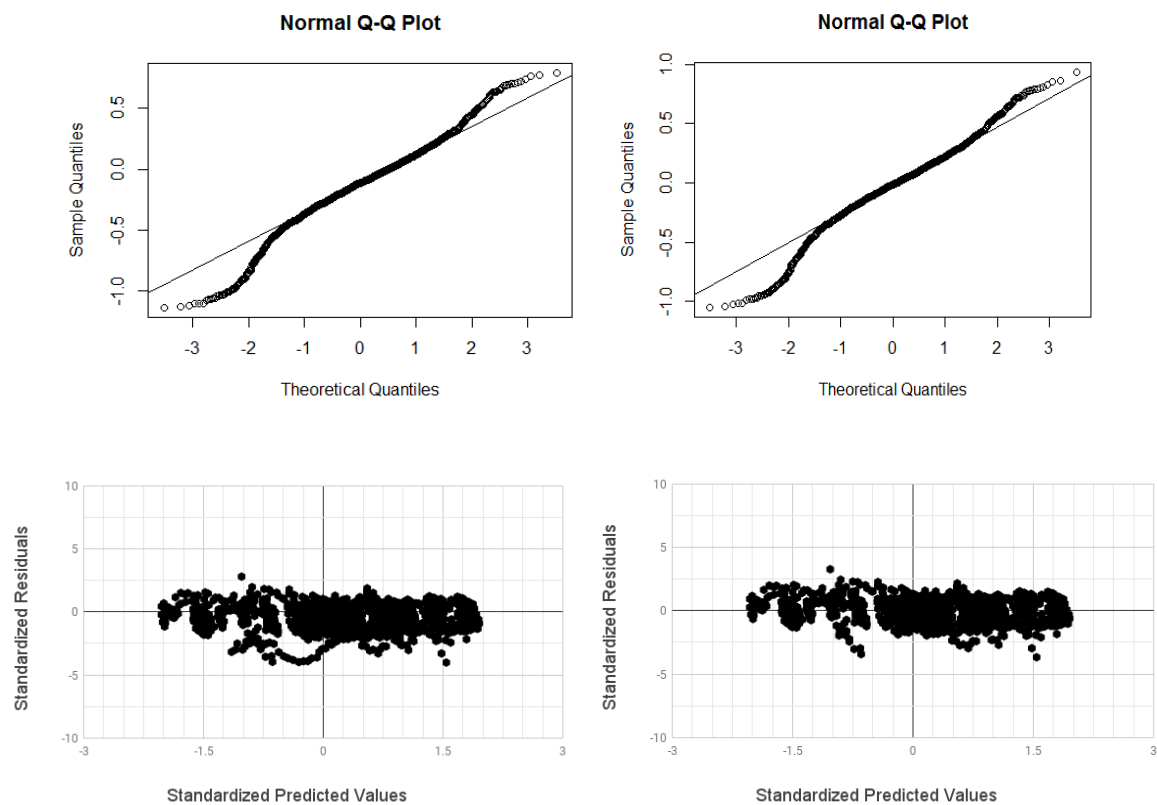 Normal Q-Q Plot
Sample Quantiles
0.5
0.0
-0.5
-1.0
-3 -2 -1 0 1 2 3
Theoretical Quantiles
Normal Q-Q Plot
Sample Quantiles
1.0
0.5
0.0
-0.5
-1.0
-3 -2 -1 0 1 2 3
Theoretical Quantiles
Standardized Residuals
10
5
0
-5
-10
-3 -1.5 0 1.5 3
Standardized Predicted Values
Standardized Residuals
10
5
0
-5
-10
-3 -1.5 0 1.5 3
Standardized Predicted Values